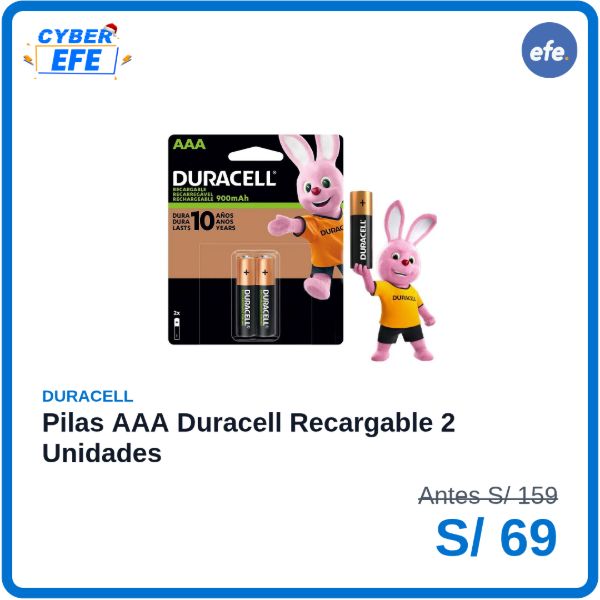 CYBER
EFE
efe.
AAA
DURACELL
RECARGABLE
RECARREGÁVEL
RECHARGEABLE 900mAh
DURA
DURA
LASTS
10
AÑOS
ANOS
YEARS
DURACELL
DURACELL
2x
DURACELL
DURACELL
DURACELL
Pilas AAA Duracell Recargable 2
Unidades
Antes S/ 159
S/ 69